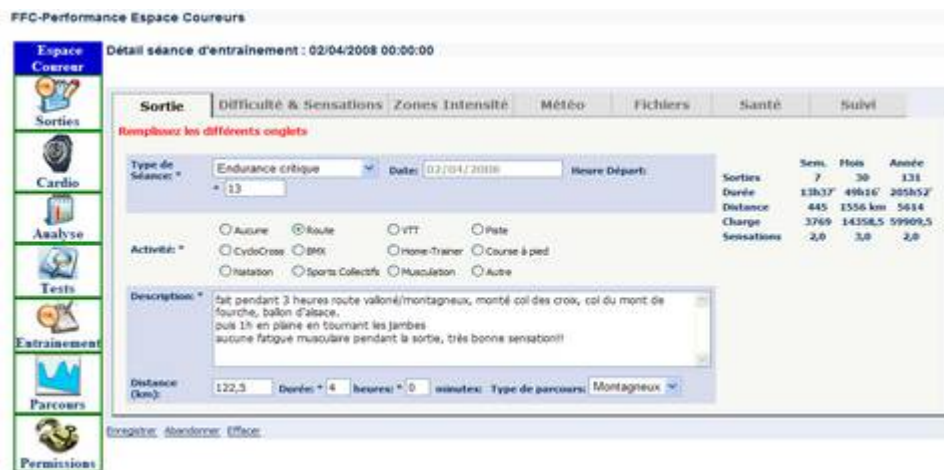 FFC-Performance Espace Coureurs
Espace Coureur
Détail séance d'entraînement : 02/04/2008 00:00:00
Sorties
Cardio
Analyse
Tests
Entrainement
Parcours
Permissions
Sortie Difficulté & Sensations Zones Intensité Météo Fichiers Santé Suivi
Remplissez les différents onglets
Type de Séance: * Endurance critique Date: 02/04/2008 Heure Départ:
* 13
Sem. Mois Année
Sorties 7 30 131
Durée 13h37' 49h16' 205h52'
Distance 445 1556 km 5614
Charge 3769 14358,5 59909,5
Sensations 2,0 3,0 2,0
Activité: *
Aucune Route VTT Piste
CycloCross BMX Home-Trainer Course à pied
Natation Sports Collectifs Musculation Autre
Description: *
fait pendant 3 heures route valloné/montagneux, monté col des croix, col du mont de
fourche, ballon d'alsace.
puis 1h en plaine en tournant les jambes
aucune fatigue musculaire pendant la sortie, très bonne sensation!!!
Distance (km): 122,5 Durée: * 4 heures: * 0 minutes: Type de parcours: Montagneux
Enregistrer Abandonner Effacer